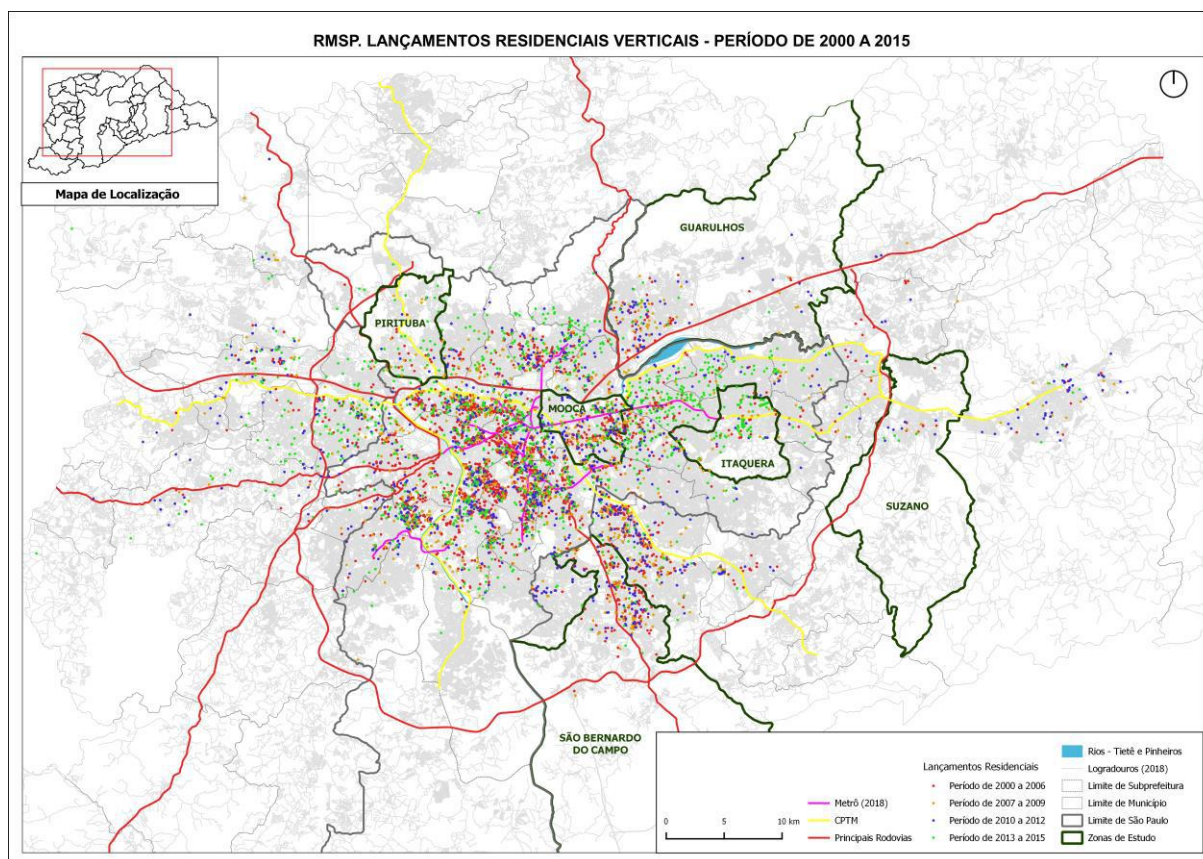 RMSP. LANÇAMENTOS RESIDENCIAIS VERTICAIS - PERÍODO DE 2000 A 2015
Mapa de Localização
GUARULHOS
PIRITUBA
MOOCA
ITAQUERA
SUZANO
SÃO BERNARDO
DO CAMPO
Metrô (2018)
CPTM
Principais Rodovias
0 5 10 km
Lançamentos Residenciais
Período de 2000 a 2006
Período de 2007 a 2009
Período de 2010 a 2012
Período de 2013 a 2015
Rios - Tietê e Pinheiros
Logradouros (2018)
Limite de Subprefeitura
Limite de Município
Limite de São Paulo
Zonas de Estudo